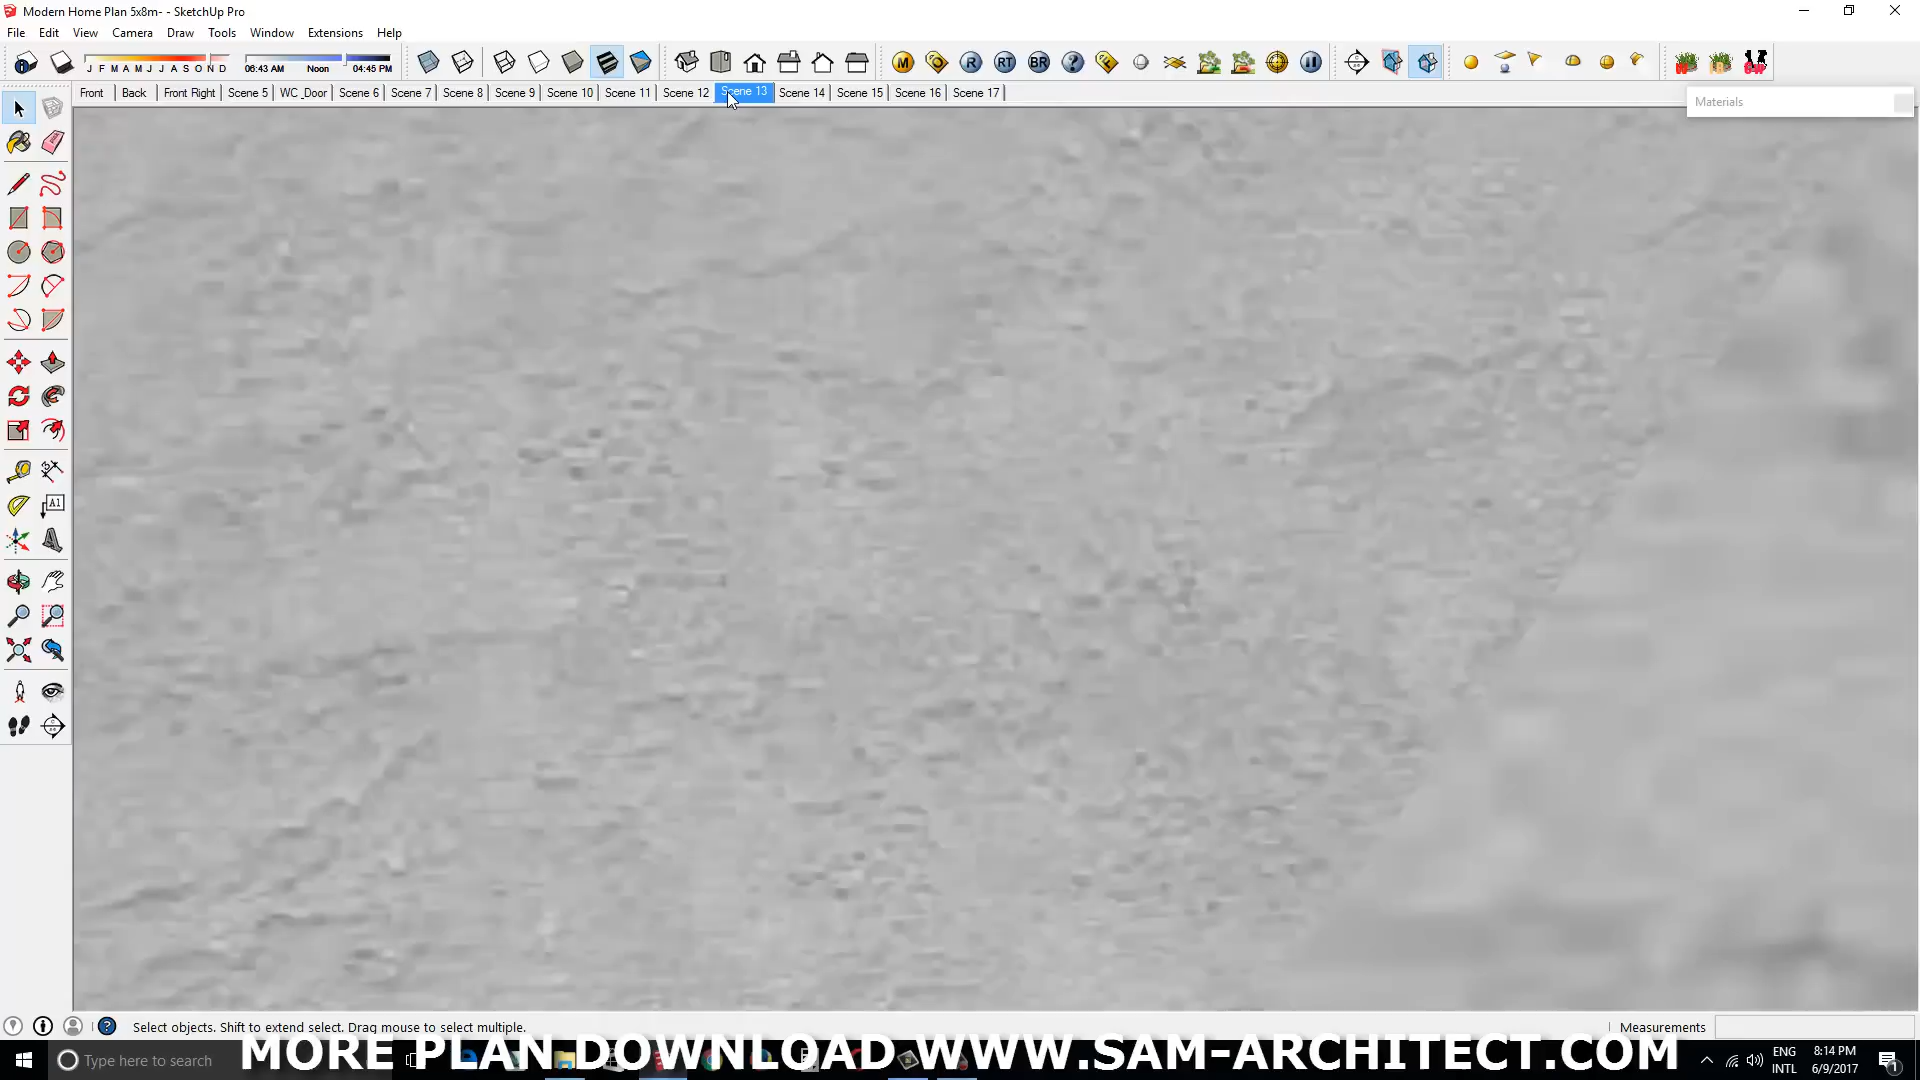 Modern Home Plan 5x8m- - SketchUp Pro
File Edit View Camera Draw Tools Window Extensions Help
J F M A M J J A S O N D 06:43 AM Noon 04:45 PM
M R RT BR ?
Front Back Front Right Scene 5 WC_Door Scene 6 Scene 7 Scene 8 Scene 9 Scene 10 Scene 11 Scene 12 Scene 13 Scene 14 Scene 15 Scene 16 Scene 17
Materials
A1
Select objects. Shift to extend select. Drag mouse to select multiple.
Measurements
Type here to search
MORE PLAN DOWNLOAD WWW.SAM-ARCHITECT.COM
ENG
INTL
8:14 PM
6/9/2017
1